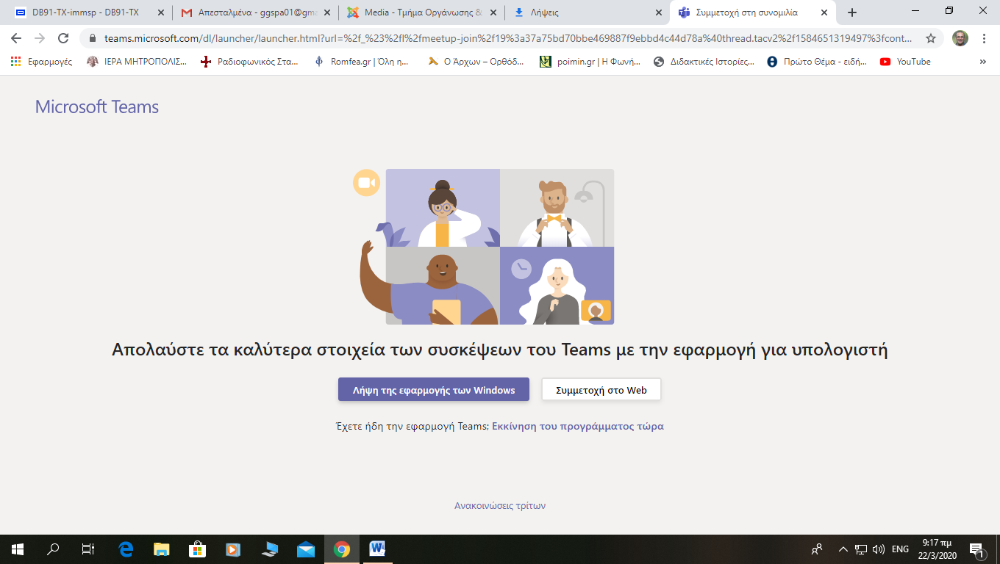 DB91-TX-immsp - DB91-TX
Απεσταλμένα - ggspa01@gma
Media - Τμήμα Οργάνωσης &
Λήψεις
Συμμετοχή στη συνομιλία
teams.microsoft.com/dl/launcher/launcher.html?url=%2f_%23%2fl%2fmeetup-join%2f19%3a37a75bd70bbe469887f9ebbd4c44d78a%40thread.tacv2%2f1584651319497%3fcont...
Εφαρμογές
ΙΕΡΑ ΜΗΤΡΟΠΟΛΙΣ...
Ραδιοφωνικός Στα...
Romfea.gr | Όλη η...
Ο Άρχων – Ορθόδ...
poimin.gr | Η Φωνή...
Διδακτικές Ιστορίες...
Πρώτο Θέμα - ειδή...
YouTube
»
Microsoft Teams
Απολαύστε τα καλύτερα στοιχεία των συσκέψεων του Teams με την εφαρμογή για υπολογιστή
Λήψη της εφαρμογής των Windows
Συμμετοχή στο Web
Έχετε ήδη την εφαρμογή Teams; Εκκίνηση του προγράμματος τώρα
Ανακοινώσεις τρίτων
ENG
9:17 πμ
22/3/2020
1